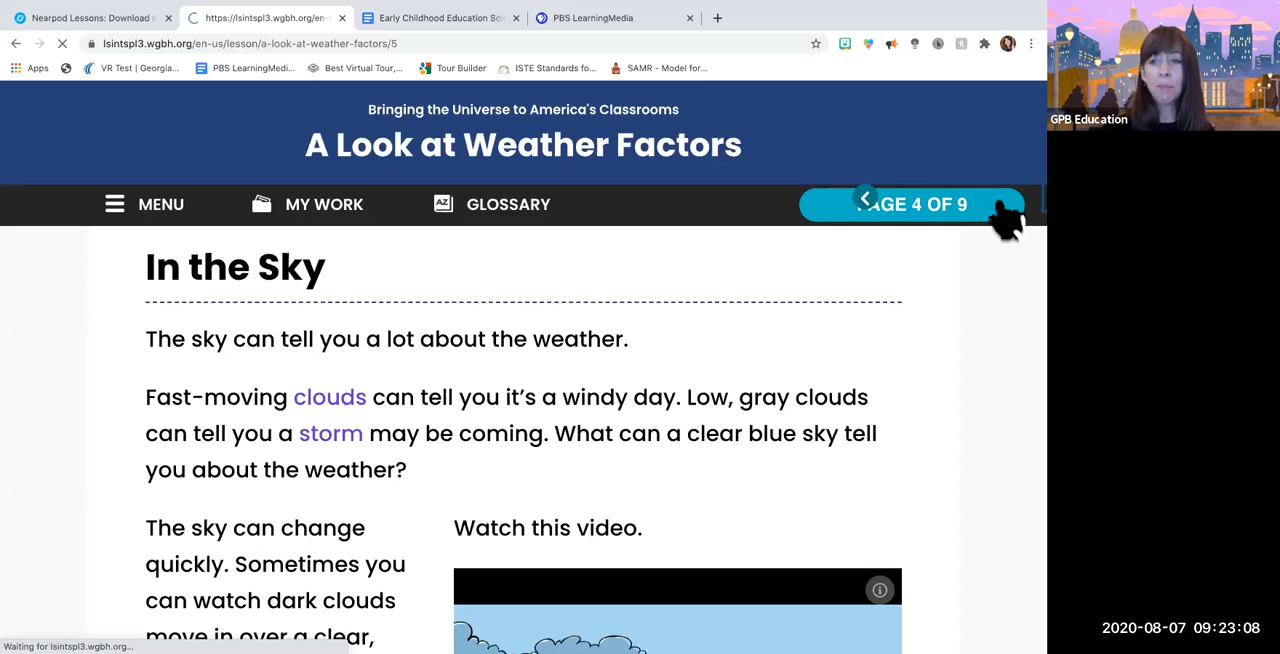 Nearpod Lessons: Download r
https://lsintspl3.wgbh.org/en-
Early Childhood Education Sci
PBS LearningMedia
lsintspl3.wgbh.org/en-us/lesson/a-look-at-weather-factors/5
Apps
VR Test | Georgia...
PBS LearningMedi...
Best Virtual Tour,...
Tour Builder
ISTE Standards fo...
SAMR - Model for...
GPB Education
Bringing the Universe to America's Classrooms
A Look at Weather Factors
MENU
MY WORK
AZ
GLOSSARY
PAGE 4 OF 9
In the Sky
The sky can tell you a lot about the weather.
Fast-moving clouds can tell you it's a windy day. Low, gray clouds
can tell you a storm may be coming. What can a clear blue sky tell
you about the weather?
The sky can change
quickly. Sometimes you
can watch dark clouds
move in over a clear,
Watch this video.
Waiting for lsintspl3.wgbh.org...
2020-08-07 09:23:08